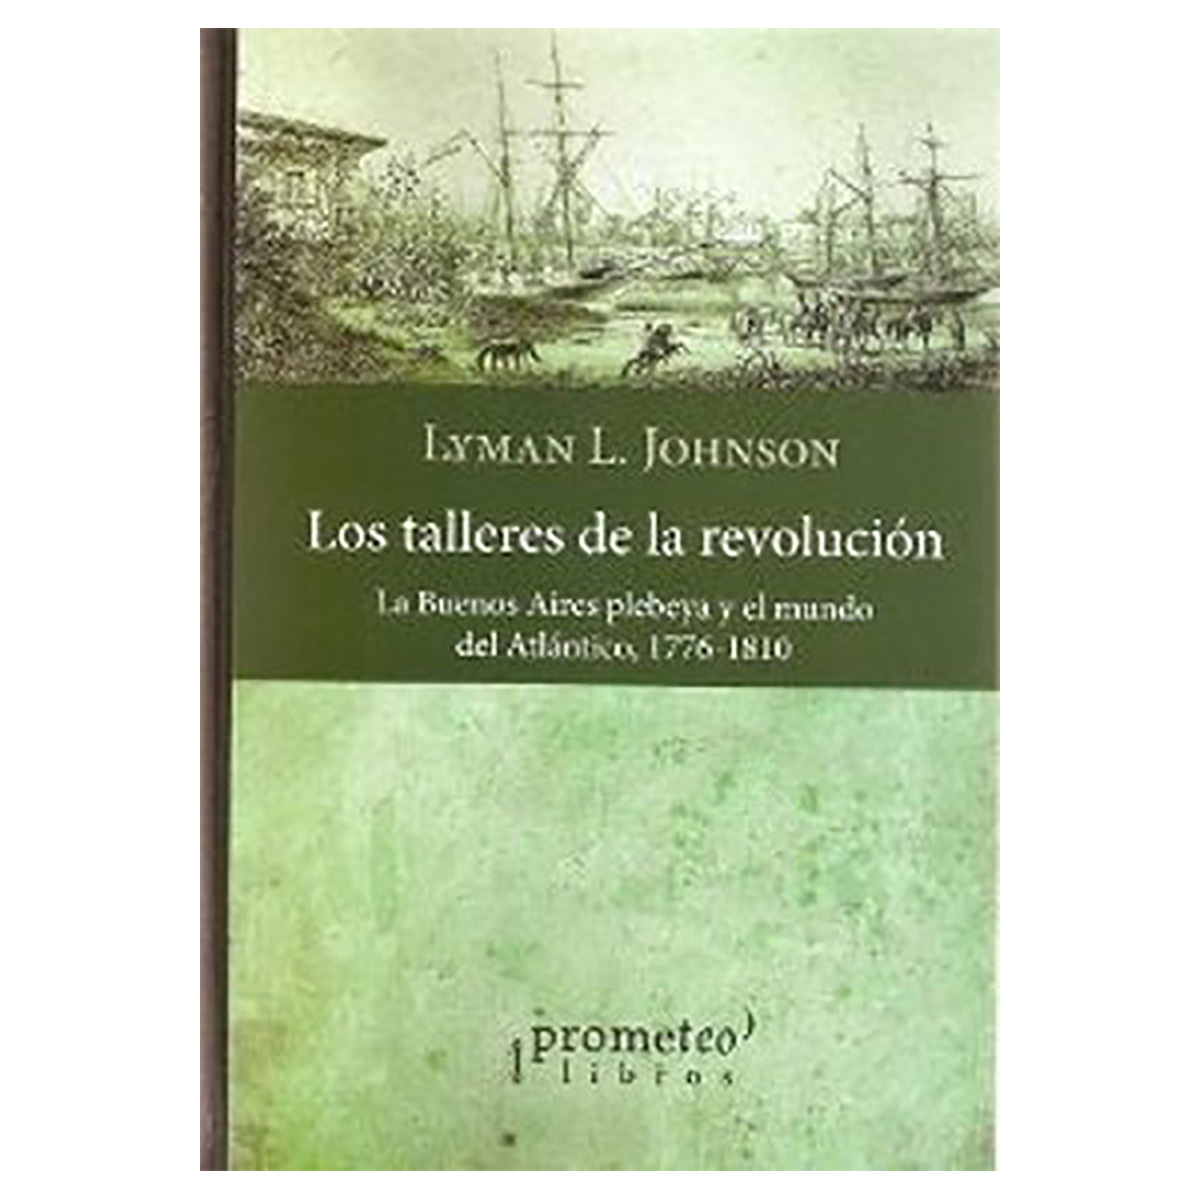 LYMAN L. JOHNSON
Los talleres de la revolución
La Buenos Aires plebeya y el mundo
del Atlántico, 1776-1810
prometeo
libros